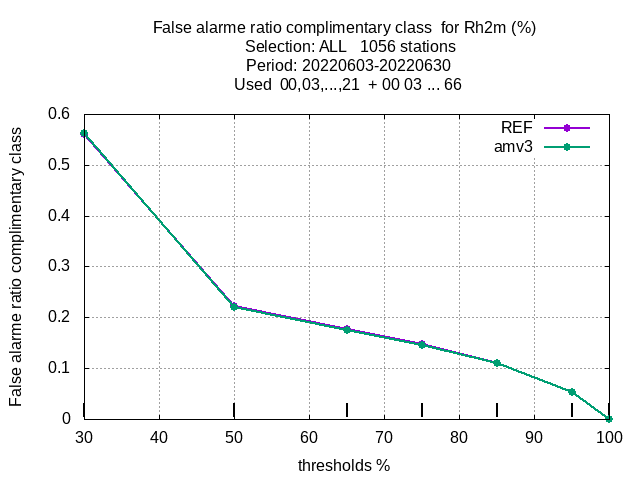 False alarme ratio complimentary class  for Rh2m (%)
Selection: ALL   1056 stations
Period: 20220603-20220630
Used  00,03,...,21  + 00 03 ... 66
REF
amv3
0.6
0.5
0.4
0.3
0.2
0.1
0
False alarme ratio complimentary class
30 40 50 60 70 80 90 100
thresholds %